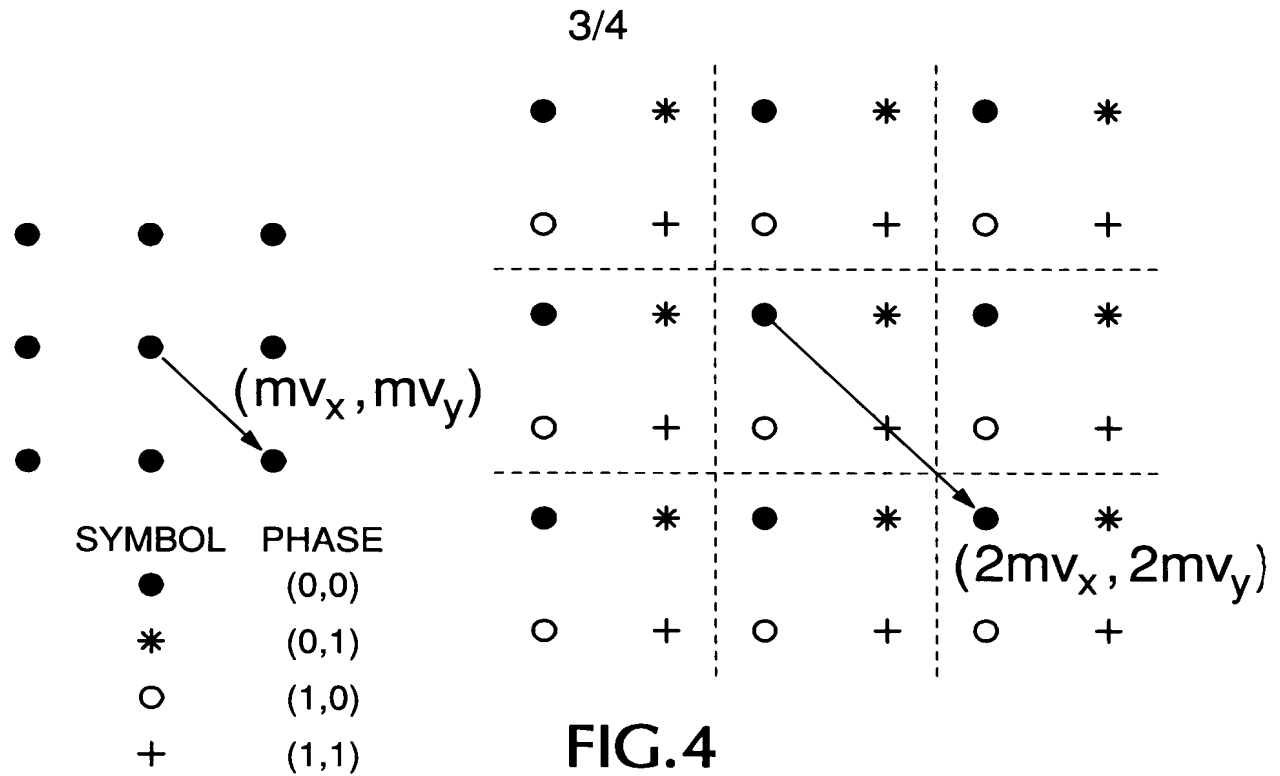 3/4
(mvx, mvy)
SYMBOL PHASE
(0,0)
(0,1)
(1,0)
(1,1)
(2mvx, 2mvy)
FIG.4